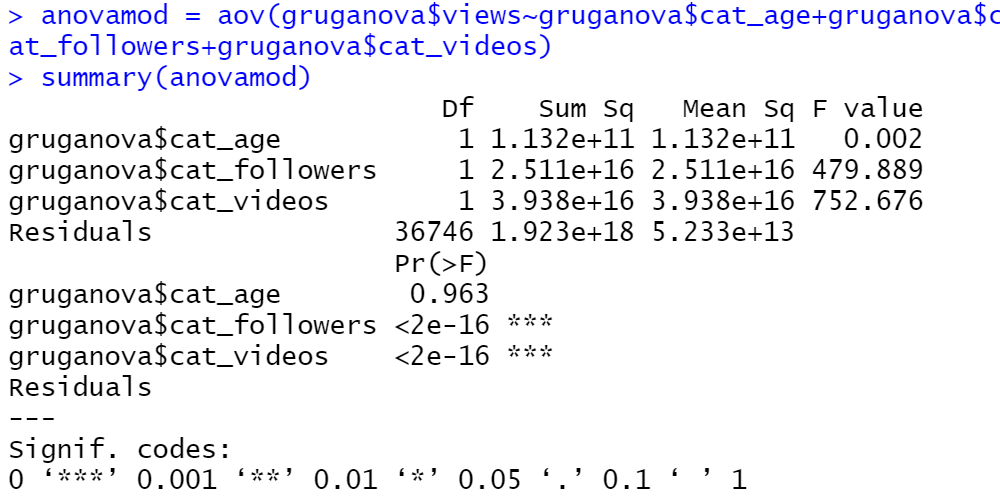 > anovamod = aov(gruganova$views~gruganova$cat_age+gruganova$c
at_followers+gruganova$cat_videos)
> summary(anovamod)
Df Sum Sq Mean Sq F value
gruganova$cat_age 1 1.132e+11 1.132e+11 0.002
gruganova$cat_followers 1 2.511e+16 2.511e+16 479.889
gruganova$cat_videos 1 3.938e+16 3.938e+16 752.676
Residuals 36746 1.923e+18 5.233e+13
Pr(>F)
gruganova$cat_age 0.963
gruganova$cat_followers <2e-16 ***
gruganova$cat_videos <2e-16 ***
Residuals
---
Signif. codes:
0 ‘***’ 0.001 ‘**’ 0.01 ‘*’ 0.05 ‘.’ 0.1 ‘ ’ 1